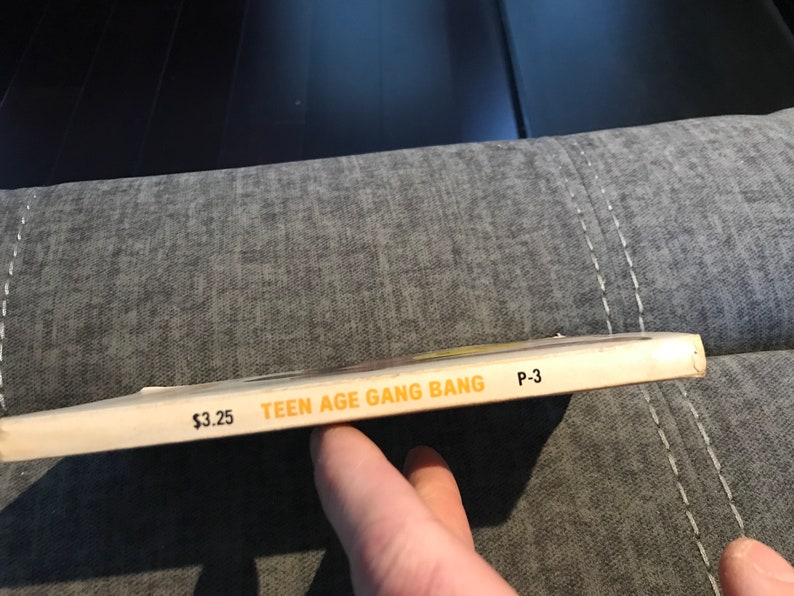 $3.25 TEEN AGE GANG BANG P-3